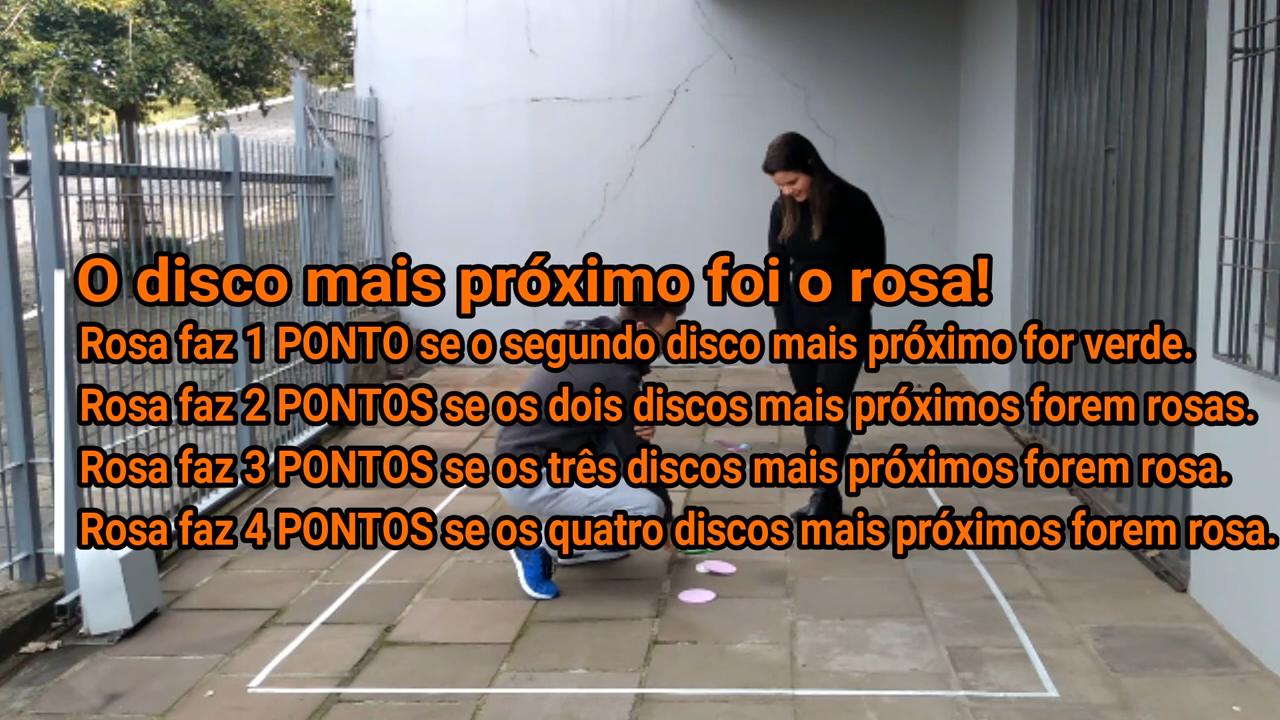 O disco mais próximo foi o rosa!
Rosa faz 1 PONTO se o segundo disco mais próximo for verde.
Rosa faz 2 PONTOS se os dois discos mais próximos forem rosas.
Rosa faz 3 PONTOS se os três discos mais próximos forem rosa.
Rosa faz 4 PONTOS se os quatro discos mais próximos forem rosa.